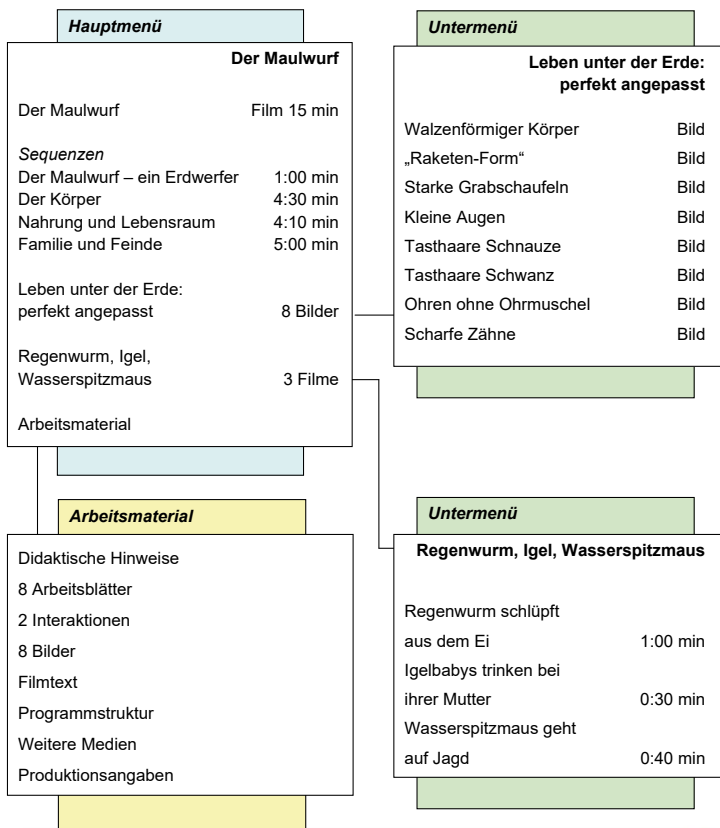 Hauptmenü
Der Maulwurf
Der Maulwurf Film 15 min
Sequenzen
Der Maulwurf – ein Erdwerfer 1:00 min
Der Körper 4:30 min
Nahrung und Lebensraum 4:10 min
Familie und Feinde 5:00 min
Leben unter der Erde:
perfekt angepasst 8 Bilder
Regenwurm, Igel,
Wasserspitzmaus 3 Filme
Arbeitsmaterial
Untermenü
Leben unter der Erde:
perfekt angepasst
Walzenförmiger Körper Bild
„Raketen-Form“ Bild
Starke Grabschaufeln Bild
Kleine Augen Bild
Tasthaare Schnauze Bild
Tasthaare Schwanz Bild
Ohren ohne Ohrmuschel Bild
Scharfe Zähne Bild
Arbeitsmaterial
Didaktische Hinweise
8 Arbeitsblätter
2 Interaktionen
8 Bilder
Filmtext
Programmstruktur
Weitere Medien
Produktionsangaben
Untermenü
Regenwurm, Igel, Wasserspitzmaus
Regenwurm schlüpft
aus dem Ei 1:00 min
Igelbabys trinken bei
ihrer Mutter 0:30 min
Wasserspitzmaus geht
auf Jagd 0:40 min